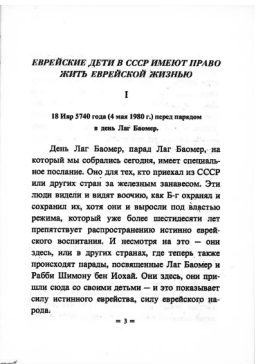 ЕВРЕЙСКИЕ ДЕТИ В СССР ИМЕЮТ ПРАВО
ЖИТЬ ЕВРЕЙСКОЙ ЖИЗНЬЮ
I
18 Ияр 5740 года (4 мая 1980 г.) перед парадом
в день Лаг Баомер.
День Лаг Баомер, парад Лаг Баомер, на
который мы собрались сегодня, имеет специаль-
ное послание. Оно для тех, кто приехал из СССР
или других стран за железным занавесом. Эти
люди видели и видят воочию, как Б-г охранял и
сохранил их, хотя они и выросли под властью
режима, который уже более шестидесяти лет
препятствует распространению истинно еврей-
ского воспитания. И несмотря на это — они
здесь, или в других странах, где теперь также
происходят парады, посвященные Лаг Баомер и
Рабби Шимону бен Иохай. Они здесь, они при-
шли сюда со своими детьми — и это показывает
силу истинного еврейства, силу еврейского на-
рода.
= 3 =